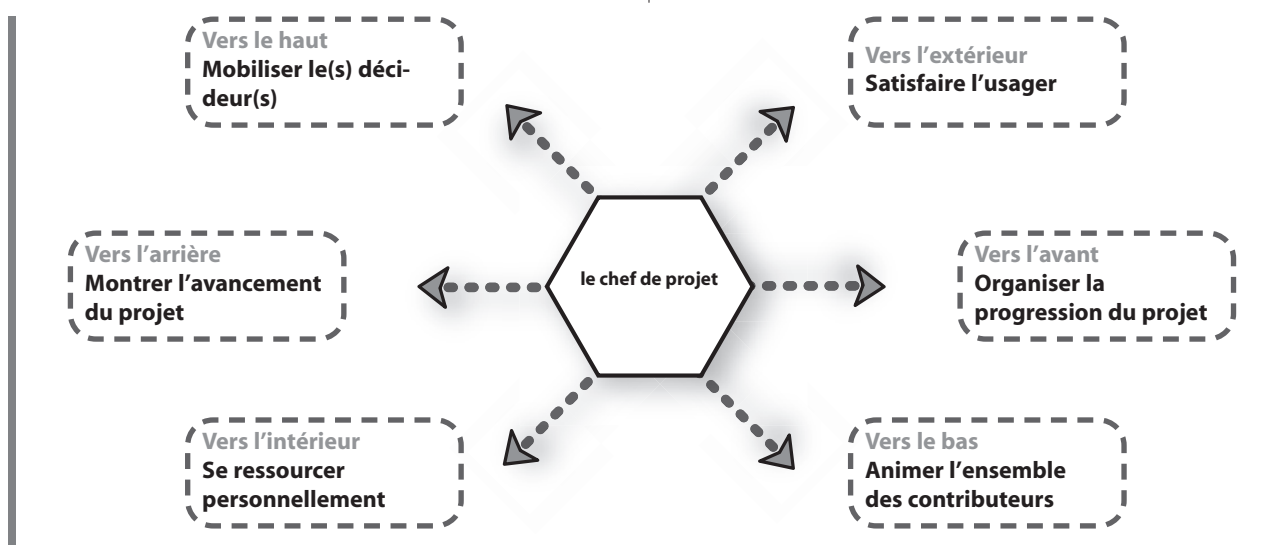 Vers le haut
Mobiliser le(s) déci-
deur(s)
Vers l'extérieur
Satisfaire l'usager
Vers l'arrière
Montrer l'avancement
du projet
le chef de projet
Vers l'avant
Organiser la
progression du projet
Vers l'intérieur
Se ressourcer
personnellement
Vers le bas
Animer l'ensemble
des contributeurs